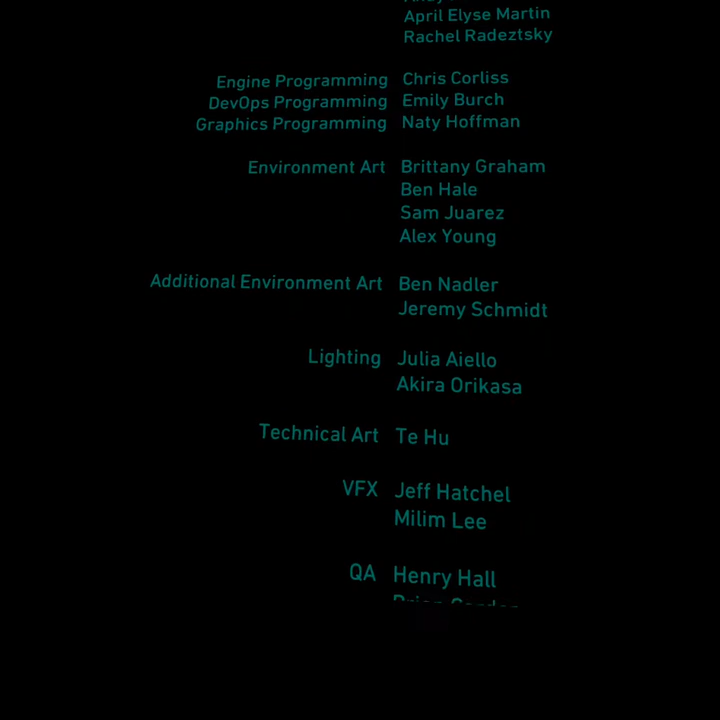 April Elyse Martin
Rachel Radeztsky
Engine Programming Chris Corliss
DevOps Programming Emily Burch
Graphics Programming Naty Hoffman
Environment Art Brittany Graham
Ben Hale
Sam Juarez
Alex Young
Additional Environment Art Ben Nadler
Jeremy Schmidt
Lighting Julia Aiello
Akira Orikasa
Technical Art Te Hu
VFX Jeff Hatchel
Milim Lee
QA Henry Hall